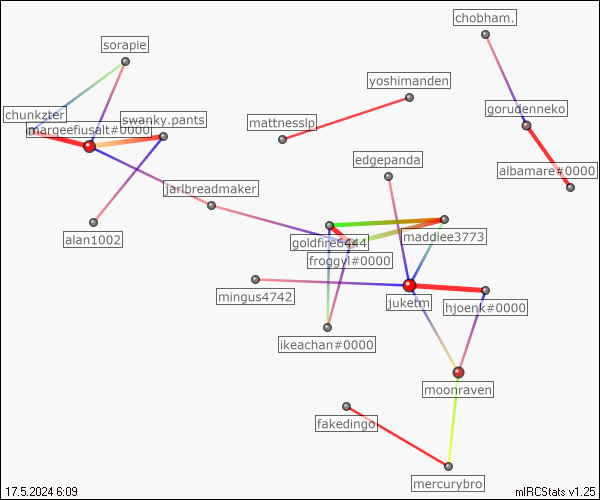 chobham.
sorapie
yoshimanden
chunkzter
swanky.pants
gorudenneko
marqeefiusalt#0000
mattnesslp
edgepanda
albamare#0000
jarlbreadmaker
alan1002
goldfire6444
maddiee3773
froggyl#0000
mingus4742
juketm
hjoenk#0000
ikeachan#0000
moonraven
fakedingo
mercurybro
17.5.2024 6:09
mIRCStats v1.25